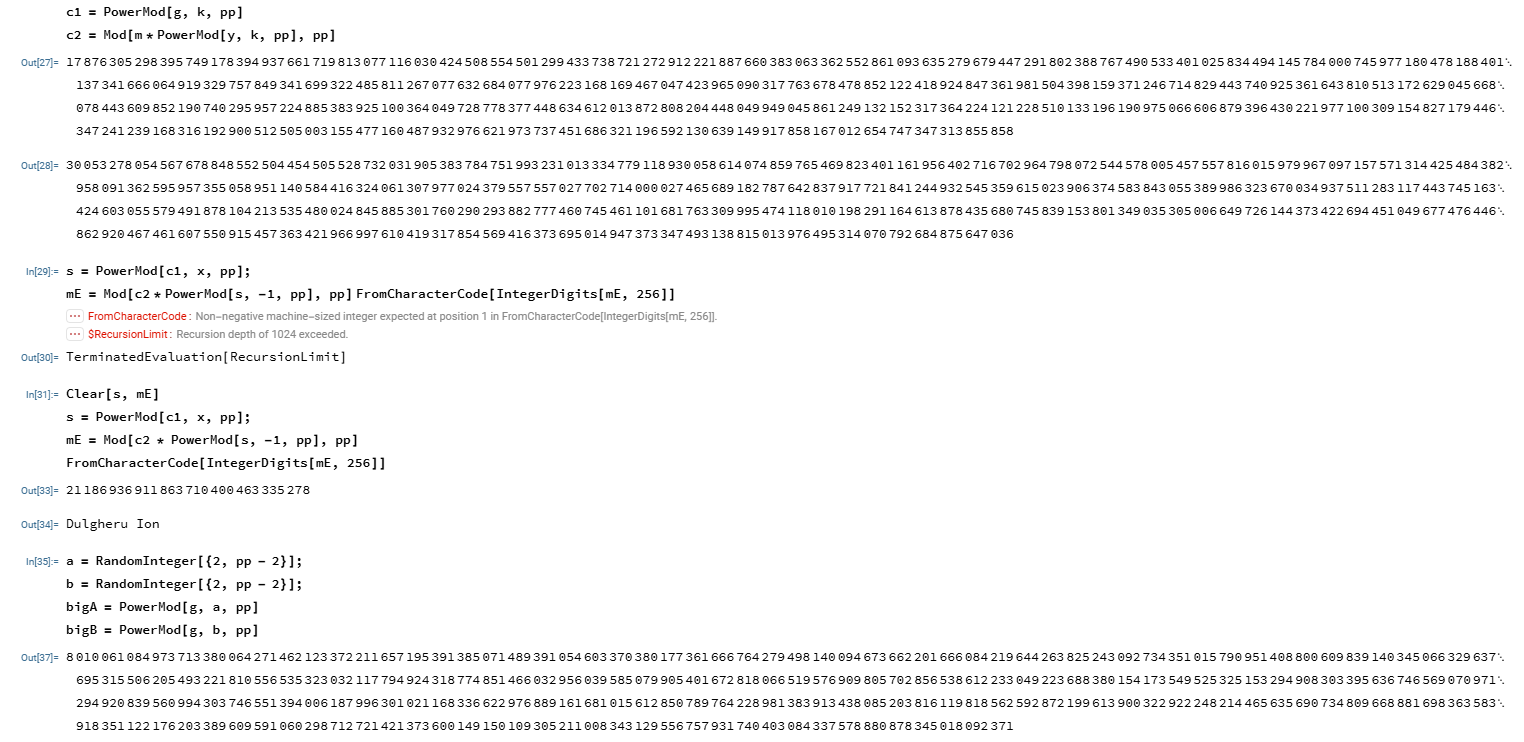 c1 = PowerMod[g, k, pp]
c2 = Mod[m * PowerMod[y, k, pp], pp]
Out[27]= 17 876 305 298 395 749 178 394 937 661 719 813 077 116 030 424 508 554 501 299 433 738 721 272 912 221 887 660 383 063 362 552 861 093 635 279 679 447 291 802 388 767 490 533 401 025 834 494 145 784 000 745 977 180 478 188 401⋱
137 341 666 064 919 329 757 849 341 699 322 485 811 267 077 632 684 077 976 223 168 169 467 047 423 965 090 317 763 678 478 852 122 418 924 847 361 981 504 398 159 371 246 714 829 443 740 925 361 643 810 513 172 629 045 668⋱
078 443 609 852 190 740 295 957 224 885 383 925 100 364 049 728 778 377 448 634 612 013 872 808 204 448 049 949 045 861 249 132 152 317 364 224 121 228 510 133 196 190 975 066 606 879 396 430 221 977 100 309 154 827 179 446⋱
347 241 239 168 316 192 900 512 505 003 155 477 160 487 932 976 621 973 737 451 686 321 196 592 130 639 149 917 858 167 012 654 747 347 313 855 858
Out[28]= 30 053 278 054 567 678 848 552 504 454 505 528 732 031 905 383 784 751 993 231 013 334 779 118 930 058 614 074 859 765 469 823 401 161 956 402 716 702 964 798 072 544 578 005 457 557 816 015 979 967 097 157 571 314 425 484 382⋱
958 091 362 595 957 355 058 951 140 584 416 324 061 307 977 024 379 557 557 027 702 714 000 027 465 689 182 787 642 837 917 721 841 244 932 545 359 615 023 906 374 583 843 055 389 986 323 670 034 937 511 283 117 443 745 163⋱
424 603 055 579 491 878 104 213 535 480 024 845 885 301 760 290 293 882 777 460 745 461 101 681 763 309 995 474 118 010 198 291 164 613 878 435 680 745 839 153 801 349 035 305 006 649 726 144 373 422 694 451 049 677 476 446⋱
862 920 467 461 607 550 915 457 363 421 966 997 610 419 317 854 569 416 373 695 014 947 373 347 493 138 815 013 976 495 314 070 792 684 875 647 036
In[29]:= s = PowerMod[c1, x, pp];
mE = Mod[c2 * PowerMod[s, -1, pp], pp] FromCharacterCode[IntegerDigits[mE, 256]]
... FromCharacterCode: Non-negative machine-sized integer expected at position 1 in FromCharacterCode[IntegerDigits[mE, 256]].
... $RecursionLimit: Recursion depth of 1024 exceeded.
Out[30]= TerminatedEvaluation[RecursionLimit]
In[31]:= Clear[s, mE]
s = PowerMod[c1, x, pp];
mE = Mod[c2 * PowerMod[s, -1, pp], pp]
FromCharacterCode[IntegerDigits[mE, 256]]
Out[33]= 21 186 936 911 863 710 400 463 335 278
Out[34]= Dulgheru Ion
In[35]:= a = RandomInteger[{2, pp - 2}];
b = RandomInteger[{2, pp - 2}];
bigA = PowerMod[g, a, pp]
bigB = PowerMod[g, b, pp]
Out[37]= 8 010 061 084 973 713 380 064 271 462 123 372 211 657 195 391 385 071 489 391 054 603 370 380 177 361 666 764 279 498 140 094 673 662 201 666 084 219 644 263 825 243 092 734 351 015 790 951 408 800 609 839 140 345 066 329 637⋱
695 315 506 205 493 221 810 556 535 323 032 117 794 924 318 774 851 466 032 956 039 585 079 905 401 672 818 066 519 576 909 805 702 856 538 612 233 049 223 688 380 154 173 549 525 325 153 294 908 303 395 636 746 569 070 971⋱
294 920 839 560 994 303 746 551 394 006 187 996 301 021 168 336 622 976 889 161 681 015 612 850 789 764 228 981 383 913 438 085 203 816 119 818 562 592 872 199 613 900 322 922 248 214 465 635 690 734 809 668 881 698 363 583⋱
918 351 122 176 203 389 609 591 060 298 712 721 421 373 600 149 150 109 305 211 008 343 129 556 757 931 740 403 084 337 578 880 878 345 018 092 371